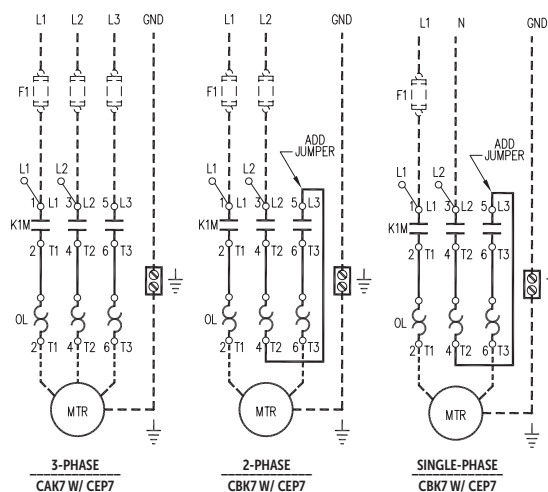 L1 L2 L3 GND
F1
L1 L2
1 L1 3 L2 5 L3
K1M
2 T1 4 T2 6 T3
OL
2 T1 4 T2 6 T3
MTR
3-PHASE
CAK7 W/ CEP7
L1 L2 GND
F1
ADD
JUMPER
L1 L2
1 L1 3 L2 5 L3
K1M
2 T1 4 T2 6 T3
OL
2 T1 4 T2 6 T3
MTR
2-PHASE
CBK7 W/ CEP7
L1 N GND
F1
ADD
JUMPER
L1 L2
1 L1 3 L2 5 L3
K1M
2 T1 4 T2 6 T3
OL
2 T1 4 T2 6 T3
MTR
SINGLE-PHASE
CBK7 W/ CEP7